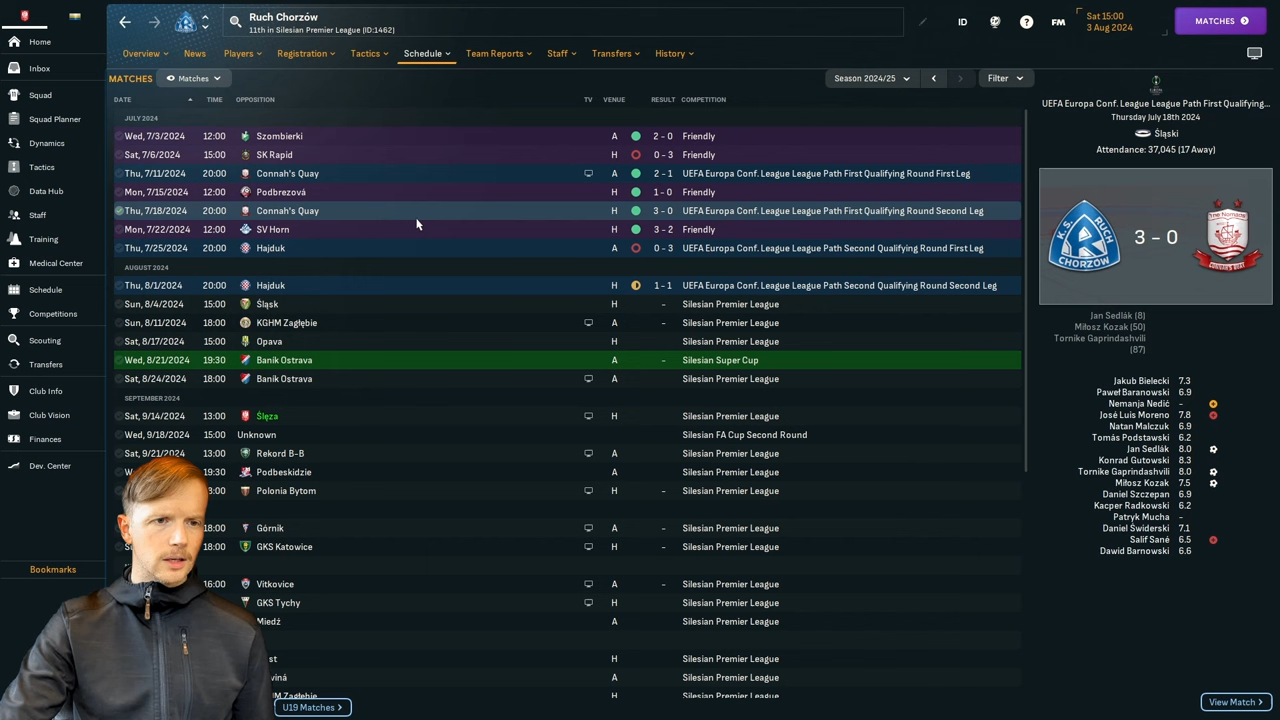 Ruch Chorzów
11th in Silesian Premier League [ID:1462]
ID
FM
Sat 15:00
3 Aug 2024
MATCHES
Home
Inbox
Squad
Squad Planner
Dynamics
Tactics
Data Hub
Staff
Training
Medical Center
Schedule
Competitions
Scouting
Transfers
Club Info
Club Vision
Finances
Dev. Center
Bookmarks
Overview News Players Registration Tactics Schedule Team Reports Staff Transfers History
MATCHES Matches Season 2024/25 Filter
DATE TIME OPPOSITION TV VENUE RESULT COMPETITION
JULY 2024
Wed, 7/3/2024 12:00 Szombierki A 2 - 0 Friendly
Sat, 7/6/2024 15:00 SK Rapid H 0 - 3 Friendly
Thu, 7/11/2024 20:00 Connah's Quay A 2 - 1 UEFA Europa Conf. League League Path First Qualifying Round First Leg
Mon, 7/15/2024 12:00 Podbrezová H 1 - 0 Friendly
Thu, 7/18/2024 20:00 Connah's Quay H 3 - 0 UEFA Europa Conf. League League Path First Qualifying Round Second Leg
Mon, 7/22/2024 12:00 SV Horn H 3 - 2 Friendly
Thu, 7/25/2024 20:00 Hajduk A 0 - 3 UEFA Europa Conf. League League Path Second Qualifying Round First Leg
AUGUST 2024
Thu, 8/1/2024 20:00 Hajduk H 1 - 1 UEFA Europa Conf. League League Path Second Qualifying Round Second Leg
Sun, 8/4/2024 15:00 Śląsk H - Silesian Premier League
Sun, 8/11/2024 18:00 KGHM Zagłębie A - Silesian Premier League
Sat, 8/17/2024 15:00 Opava H - Silesian Premier League
Wed, 8/21/2024 19:30 Baník Ostrava A - Silesian Super Cup
Sat, 8/24/2024 18:00 Baník Ostrava A - Silesian Premier League
SEPTEMBER 2024
Sat, 9/14/2024 13:00 Ślęza H - Silesian Premier League
Wed, 9/18/2024 15:00 Unknown Silesian FA Cup Second Round
Sat, 9/21/2024 13:00 Rekord B-B A - Silesian Premier League
19:30 Podbeskidzie A - Silesian Premier League
Polonia Bytom H - Silesian Premier League
18:00 Górnik A - Silesian Premier League
18:00 GKS Katowice H - Silesian Premier League
16:00 Vitkovice A - Silesian Premier League
GKS Tychy H Silesian Premier League
Miedź A Silesian Premier League
H Silesian Premier League
A Silesian Premier League
H Silesian Premier League
U19 Matches
UEFA Europa Conf. League League Path First Qualifying...
Thursday July 18th 2024
Śląski
Attendance: 37,045 (17 Away)
K.S. RUCH CHORZÓW
3 - 0
The Nomads
CONNAH'S QUAY
Jan Sedlák (8)
Miłosz Kozak (50)
Tornike Gaprindashvili
(87)
Jakub Bielecki 7.3
Paweł Baranowski 6.9
Nemanja Nedić -
José Luis Moreno 7.8
Natan Malczuk 6.9
Tomás Podstawski 6.2
Jan Sedlák 8.0
Konrad Gutowski 8.3
Tornike Gaprindashvili 8.0
Miłosz Kozak 7.5
Daniel Szczepan 6.9
Kacper Radkowski 6.2
Patryk Mucha -
Daniel Świderski 7.1
Salif Sané 6.5
Dawid Barnowski 6.6
View Match